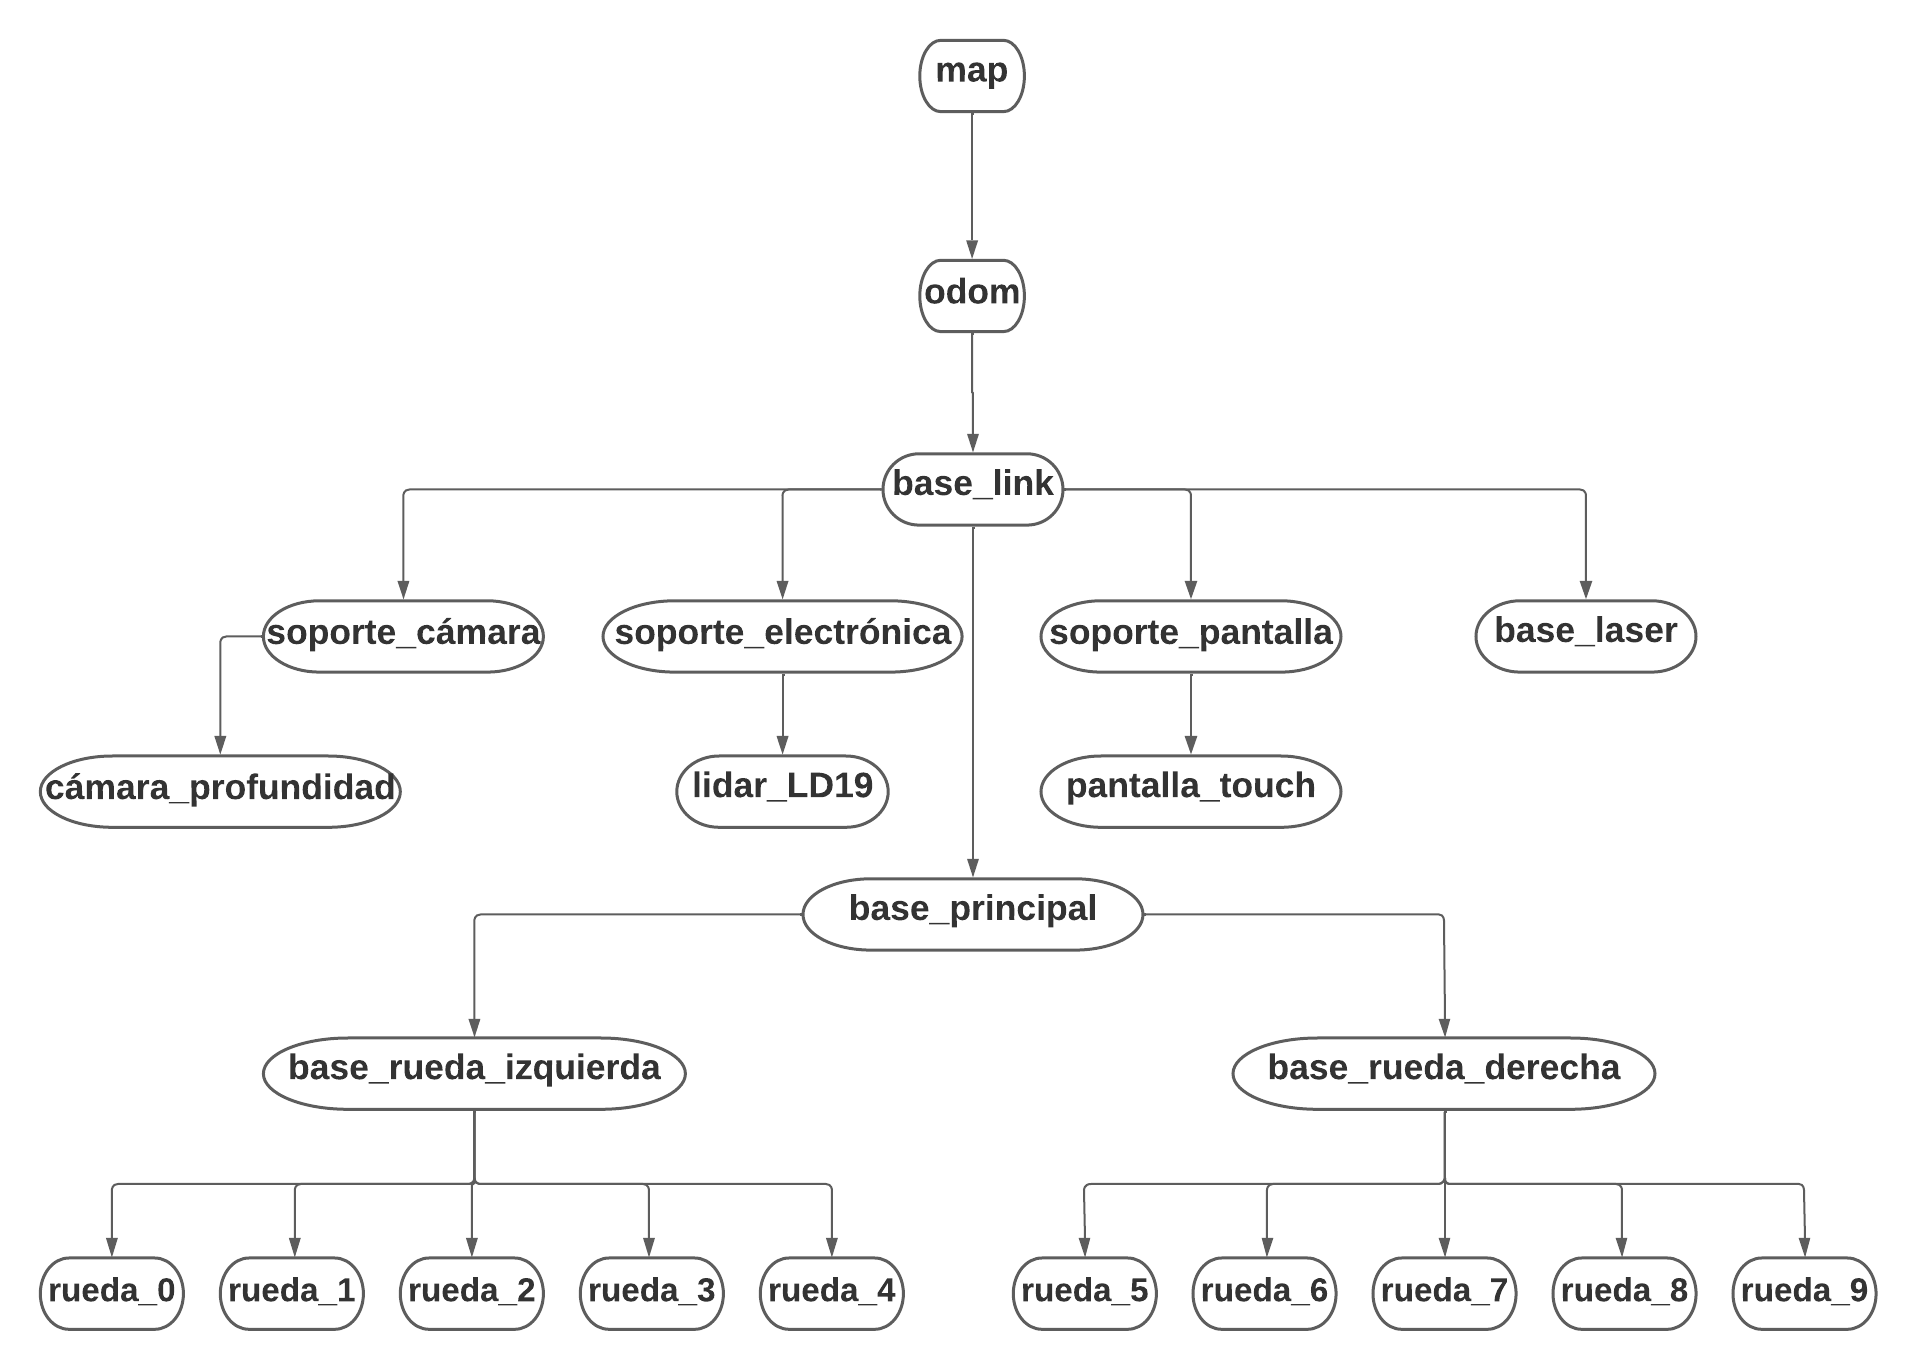 map
odom
base_link
soporte_cámara
soporte_electrónica
soporte_pantalla
base_laser
cámara_profundidad
lidar_LD19
pantalla_touch
base_principal
base_rueda_izquierda
base_rueda_derecha
rueda_0
rueda_1
rueda_2
rueda_3
rueda_4
rueda_5
rueda_6
rueda_7
rueda_8
rueda_9